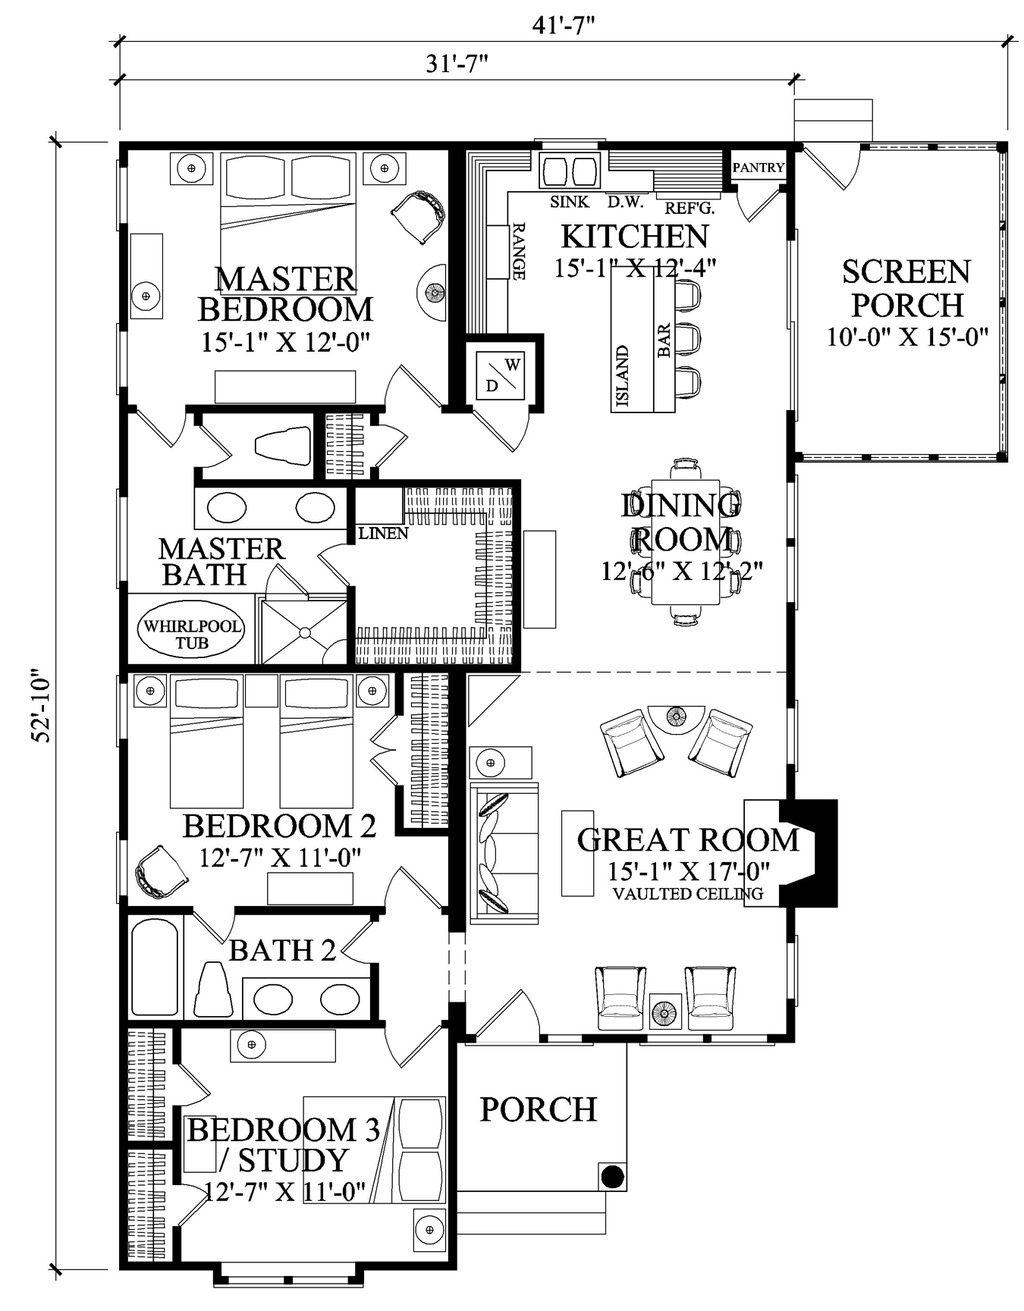 41'-7"
31'-7"
PANTRY
SINK
D.W.
REF'G.
KITCHEN
15'-1" X 12'-4"
RANGE
MASTER
BEDROOM
15'-1" X 12'-0"
SCREEN
PORCH
10'-0" X 15'-0"
W
D
ISLAND
BAR
DINING
ROOM
12'-6" X 12'-2"
LINEN
MASTER
BATH
WHIRLPOOL
TUB
52'-10"
BEDROOM 2
12'-7" X 11'-0"
GREAT ROOM
15'-1" X 17'-0"
VAULTED CEILING
BATH 2
PORCH
BEDROOM 3
/ STUDY
12'-7" X 11'-0"